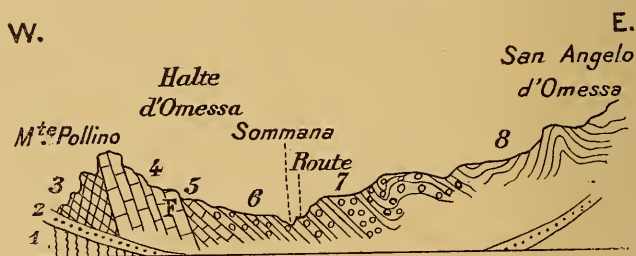 W.
E.
San Angelo
d'Omessa
Halte
d'Omessa
Mte Pollino
Sommana
Route
3
4
5
6
7
8
F
2
1